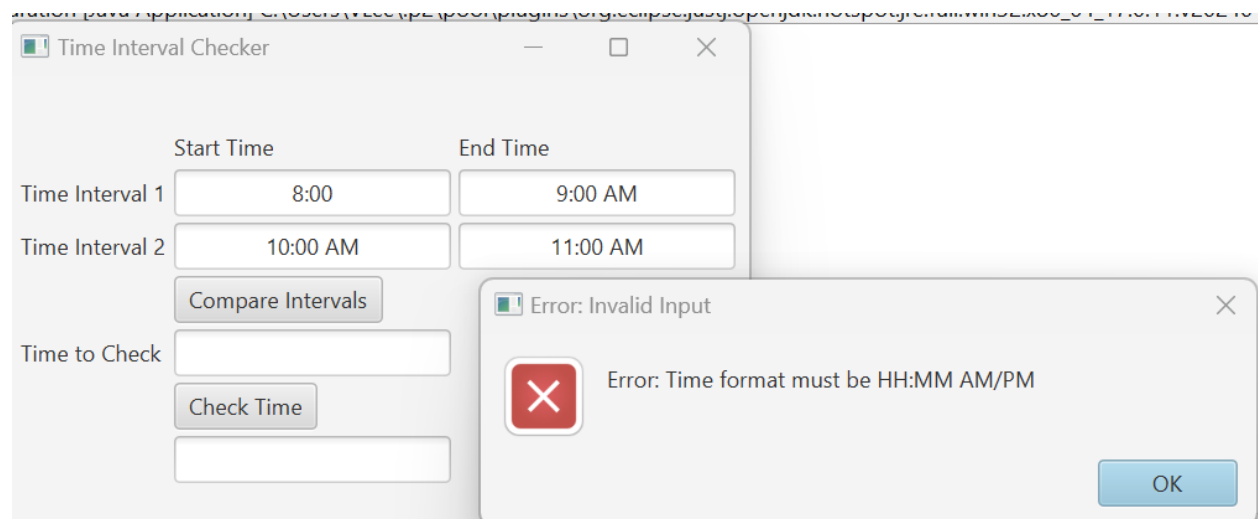 Time Interval Checker
Start Time End Time
Time Interval 1 8:00 9:00 AM
Time Interval 2 10:00 AM 11:00 AM
Compare Intervals
Error: Invalid Input
Time to Check
Error: Time format must be HH:MM AM/PM
Check Time
OK